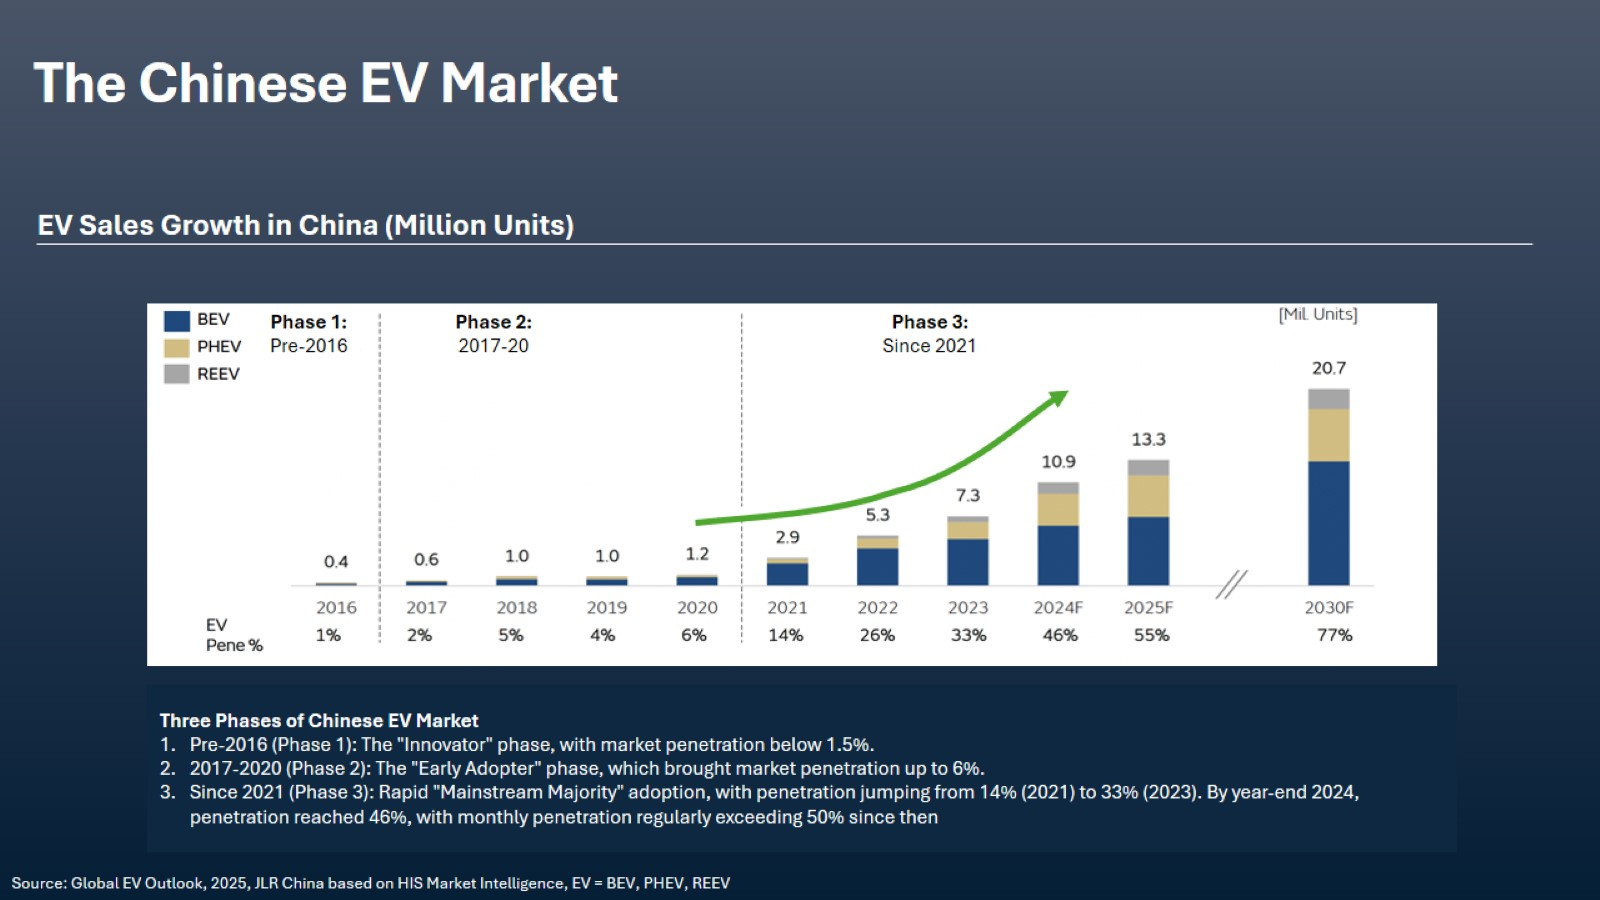 The Chinese EV Market
EV Sales Growth in China (Million Units)
BEV
PHEV
REEV
Phase 1:
Pre-2016
Phase 2:
2017-20
Phase 3:
Since 2021
[Mil. Units]
0.4
0.6
1.0
1.0
1.2
2.9
5.3
7.3
10.9
13.3
20.7
2016 2017 2018 2019 2020 2021 2022 2023 2024F 2025F 2030F
EV
Pene %
1% 2% 5% 4% 6% 14% 26% 33% 46% 55% 77%
Three Phases of Chinese EV Market
1. Pre-2016 (Phase 1): The "Innovator" phase, with market penetration below 1.5%.
2. 2017-2020 (Phase 2): The "Early Adopter" phase, which brought market penetration up to 6%.
3. Since 2021 (Phase 3): Rapid "Mainstream Majority" adoption, with penetration jumping from 14% (2021) to 33% (2023). By year-end 2024,
penetration reached 46%, with monthly penetration regularly exceeding 50% since then
Source: Global EV Outlook, 2025, JLR China based on HIS Market Intelligence, EV = BEV, PHEV, REEV